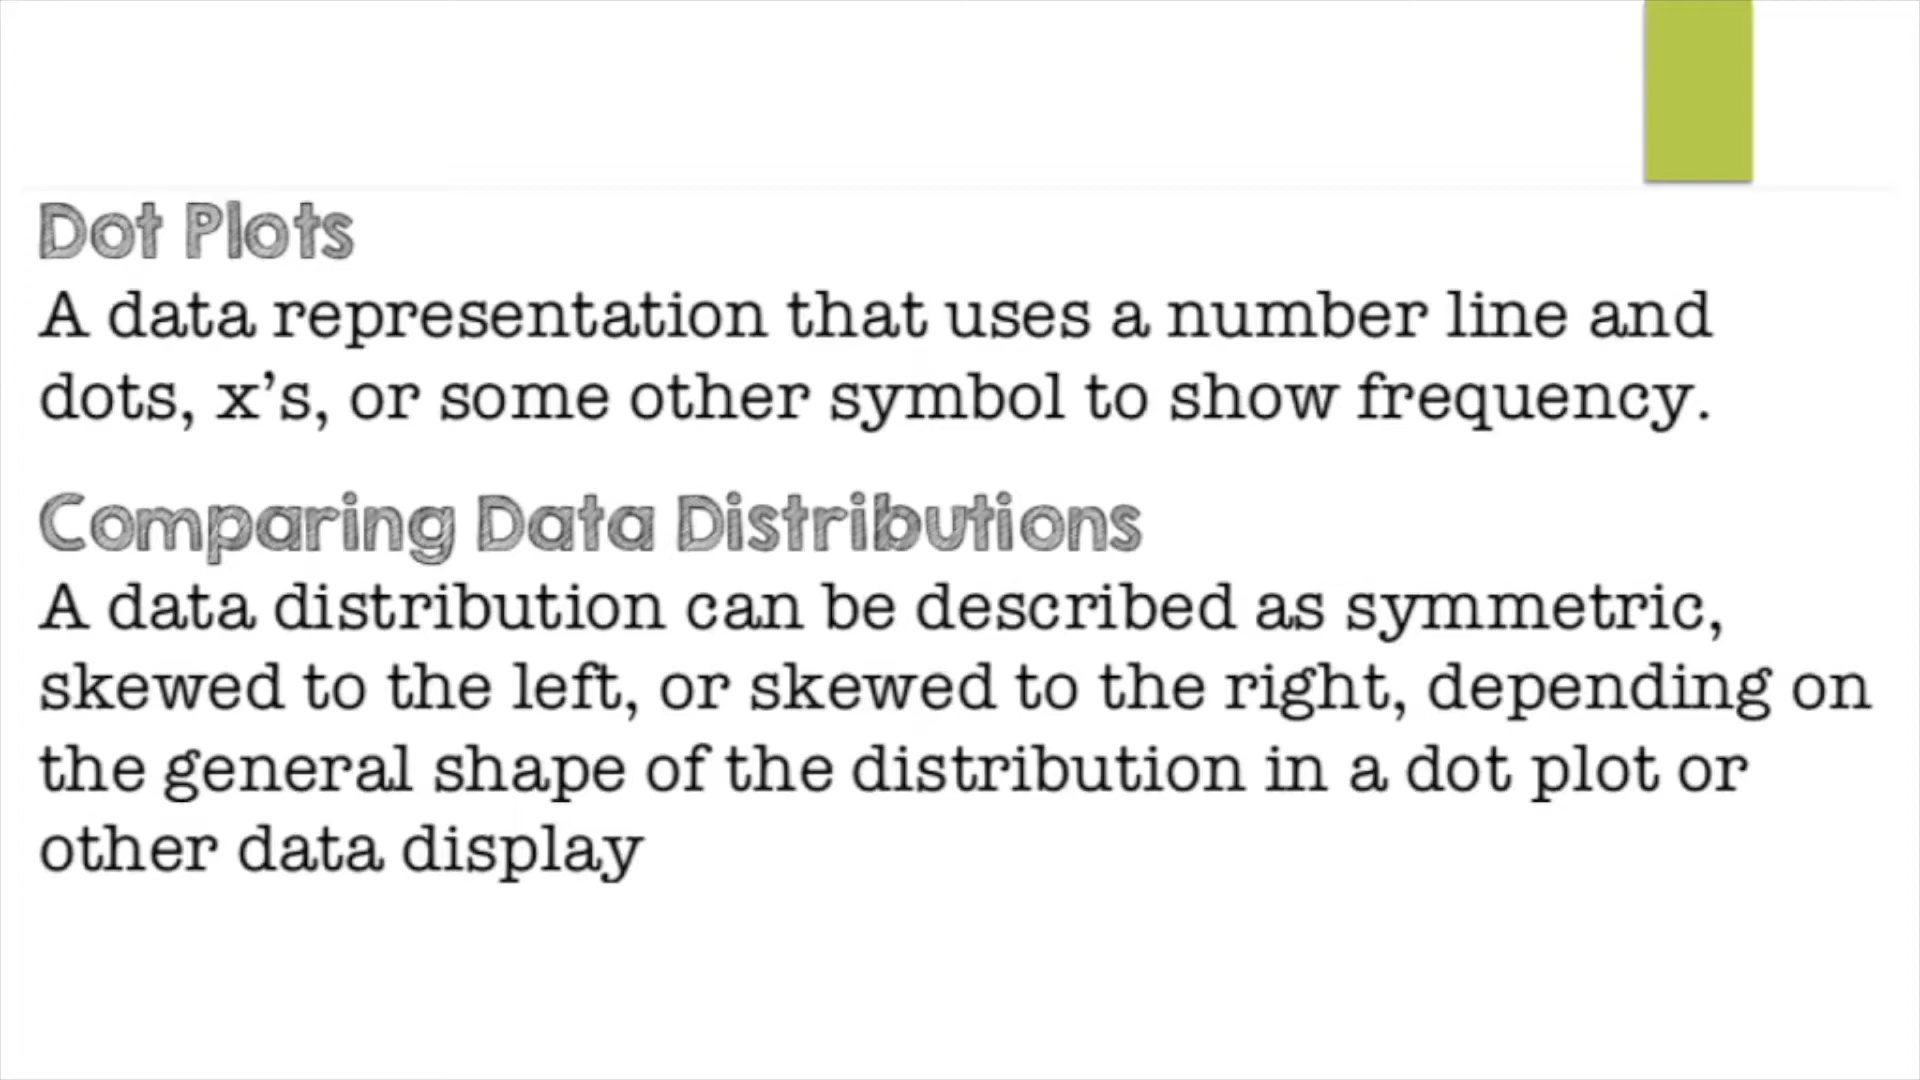 Dot Plots
A data representation that uses a number line and
dots, x’s, or some other symbol to show frequency.
Comparing Data Distributions
A data distribution can be described as symmetric,
skewed to the left, or skewed to the right, depending on
the general shape of the distribution in a dot plot or
other data display